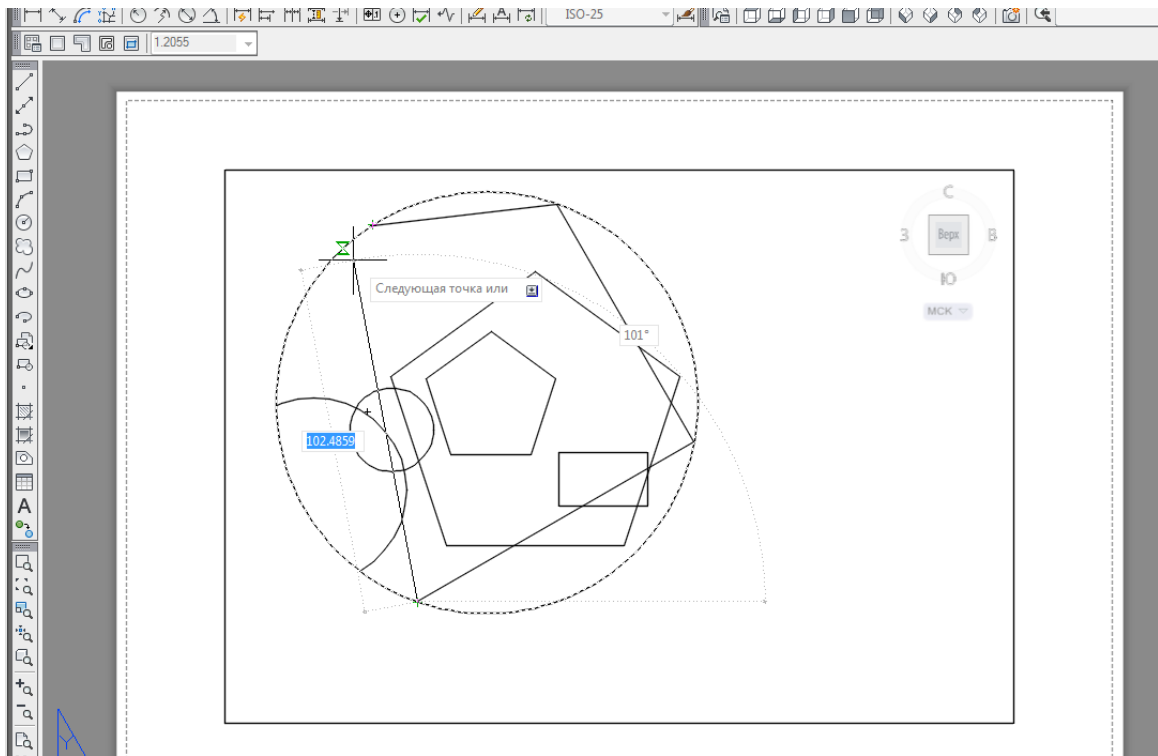 ISO-25
1.2055
С
З
Верх
В
Ю
МСК
Следующая точка или
101°
102.4859
A
Y